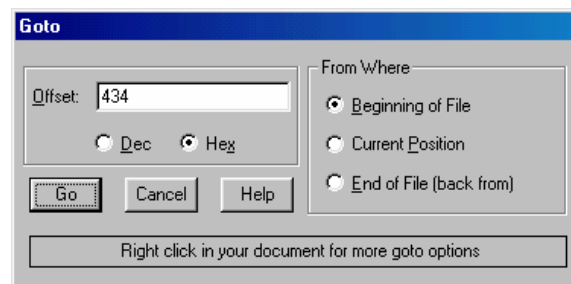 Goto
Offset: 434
Dec Hex
Go Cancel Help
From Where
Beginning of File
Current Position
End of File (back from)
Right click in your document for more goto options